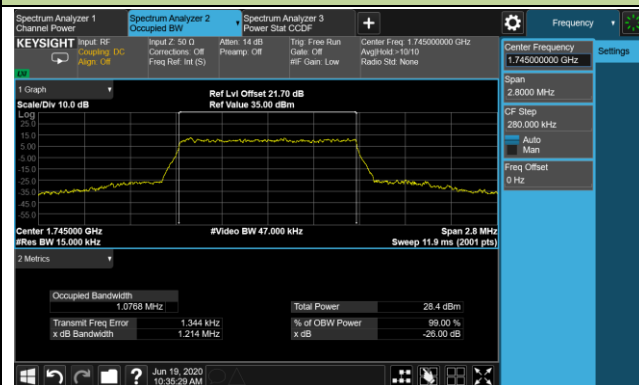 Spectrum Analyzer 1
Channel Power
Spectrum Analyzer 2
Occupied BW
Spectrum Analyzer 3
Power Stat CCDF
Frequency
KEYSIGHT
Input: RF
Coupling: DC
Align: Off
Input Z: 50 Ω
Corrections: Off
Freq Ref: Int (S)
Atten: 14 dB
Preamp: Off
Trig: Free Run
Gate: Off
#IF Gain: Low
Center Freq: 1.745000000 GHz
Avg|Hold:>10/10
Radio Std: None
Center Frequency
1.745000000 GHz
Settings
Span
2.8000 MHz
CF Step
280.000 kHz
Auto
Man
Freq Offset
0 Hz
1 Graph
Scale/Div 10.0 dB
Ref Lvl Offset 21.70 dB
Ref Value 35.00 dBm
Log
25.0
15.0
5.00
-5.00
-15.0
-25.0
-35.0
-45.0
-55.0
Center 1.745000 GHz
#Res BW 15.000 kHz
#Video BW 47.000 kHz
Span 2.8 MHz
Sweep 11.9 ms (2001 pts)
2 Metrics
Occupied Bandwidth
1.0768 MHz
Total Power 28.4 dBm
Transmit Freq Error 1.344 kHz
% of OBW Power 99.00 %
x dB Bandwidth 1.214 MHz
x dB -26.00 dB
?
Jun 19, 2020
10:35:29 AM